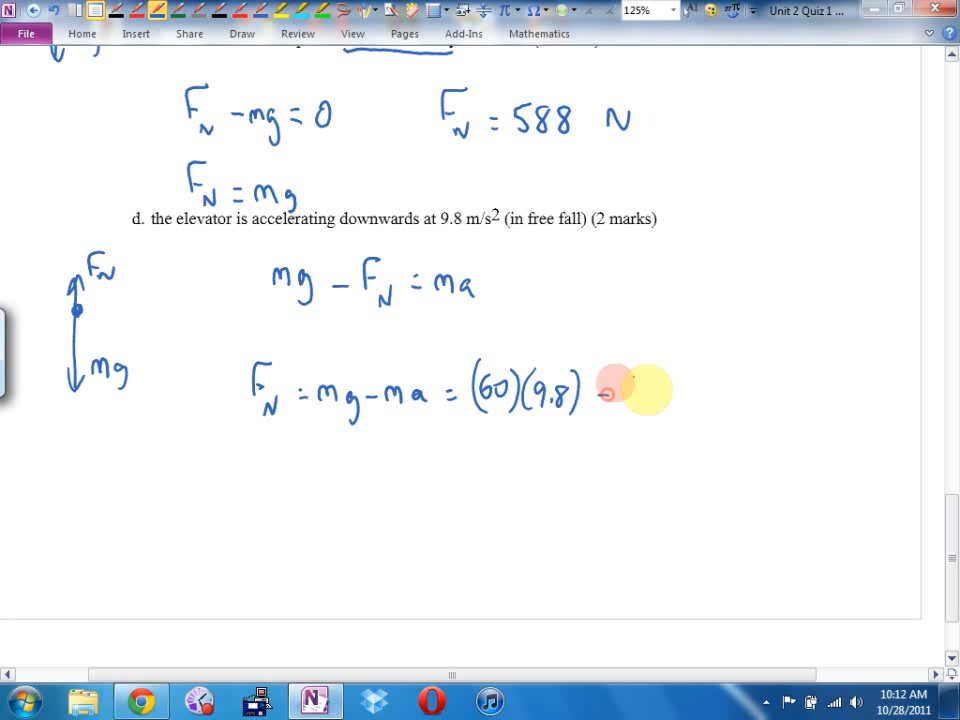 125%
Unit 2 Quiz 1 ...
File Home Insert Share Draw Review View Pages Add-Ins Mathematics
F_N - mg = 0
F_N = 588 N
F_N = mg
d. the elevator is accelerating downwards at 9.8 m/s² (in free fall) (2 marks)
F_N
mg - F_N = ma
mg
F_N = mg - ma = (60)(9.8) -
10:12 AM
10/28/2011